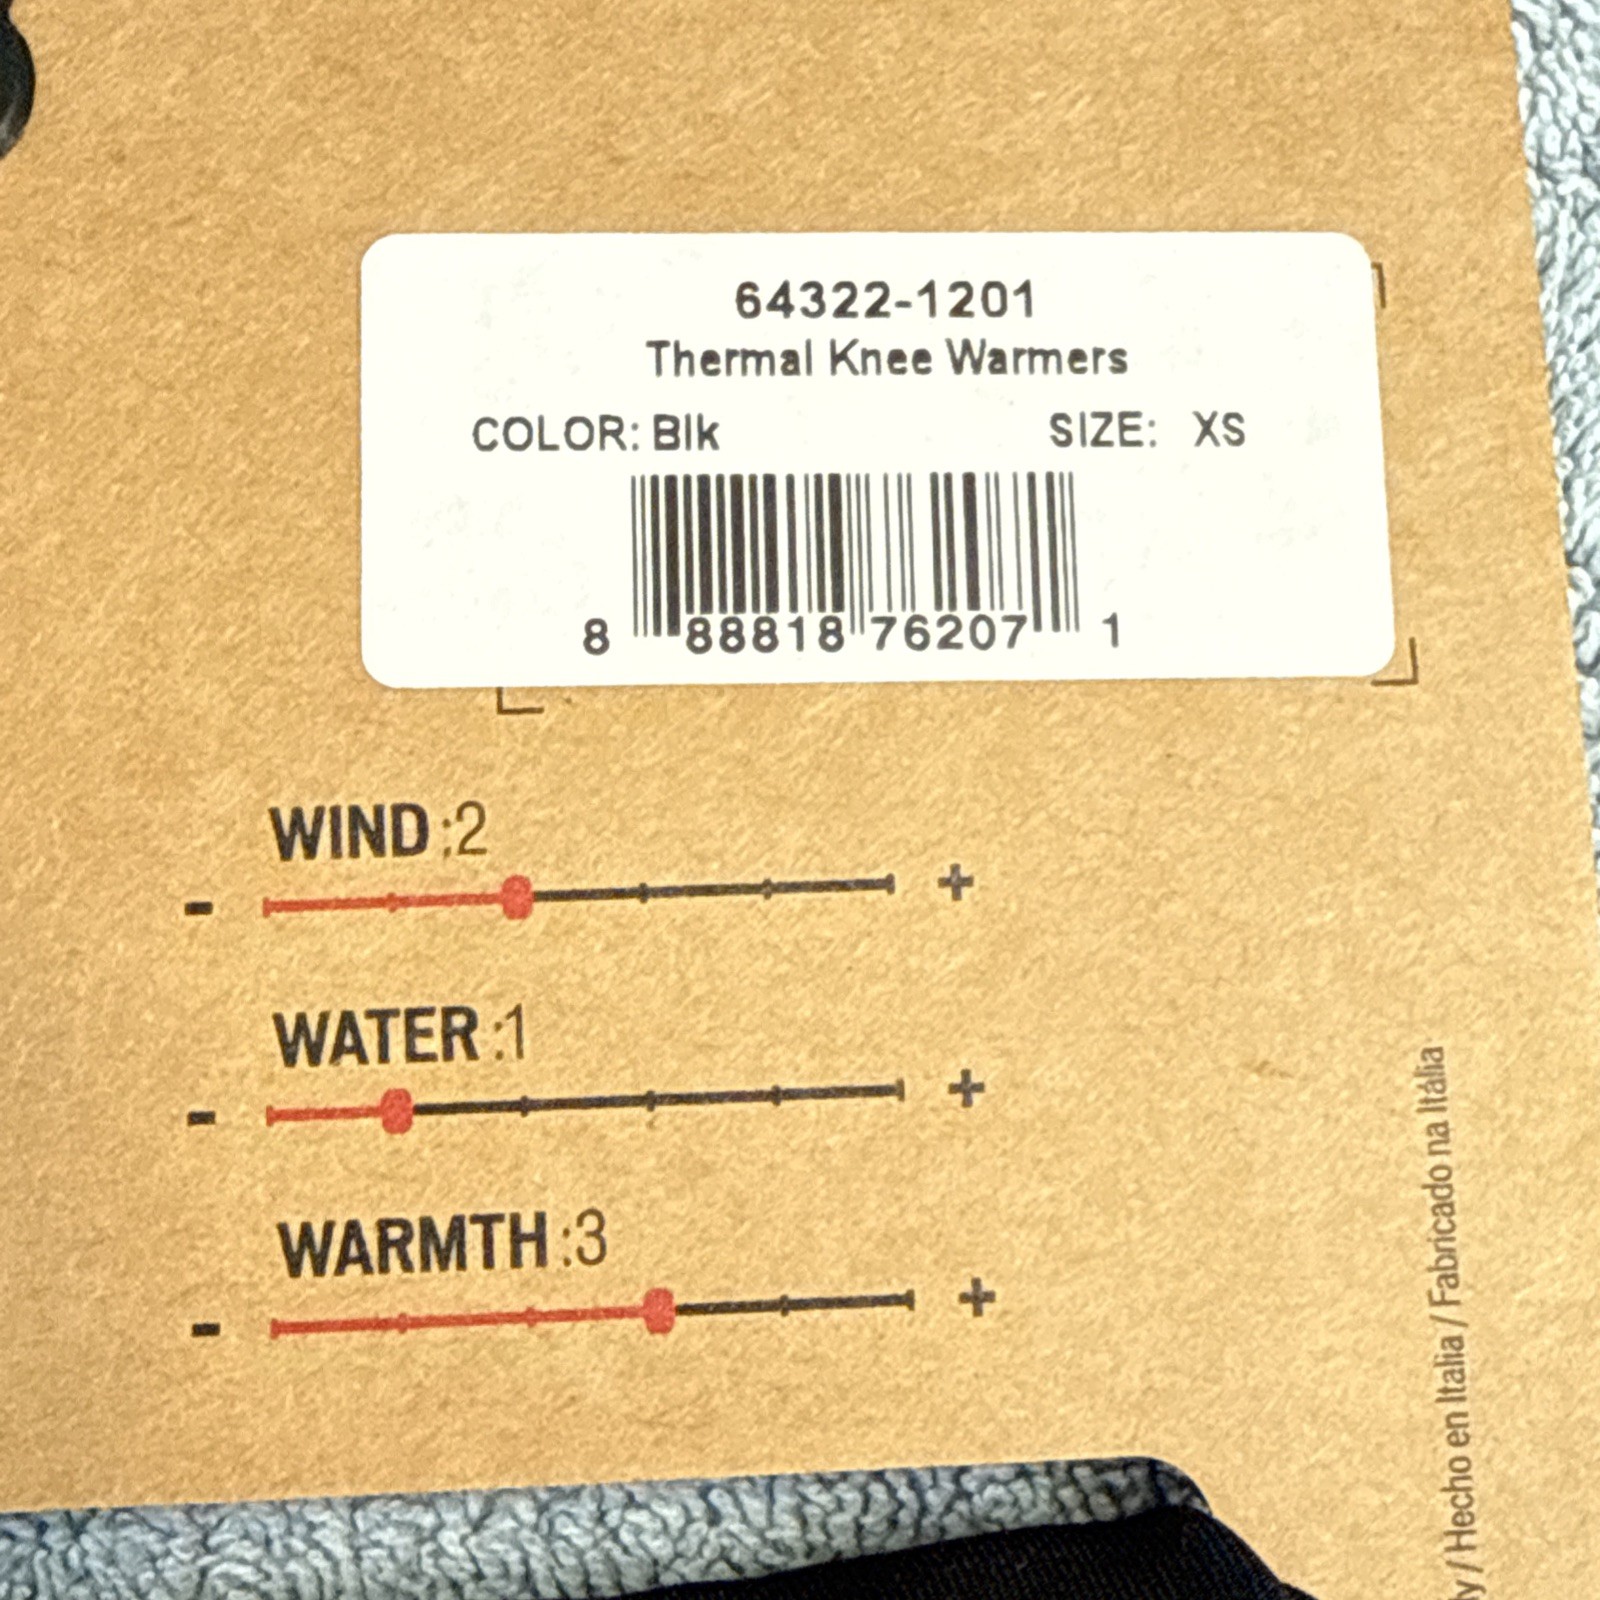 64322-1201
Thermal Knee Warmers
COLOR: Blk SIZE: XS
8 88818 76207 1
WIND :2
- +
WATER :1
- +
WARMTH :3
- +
/ Hecho en Italia / Fabricado na Itália